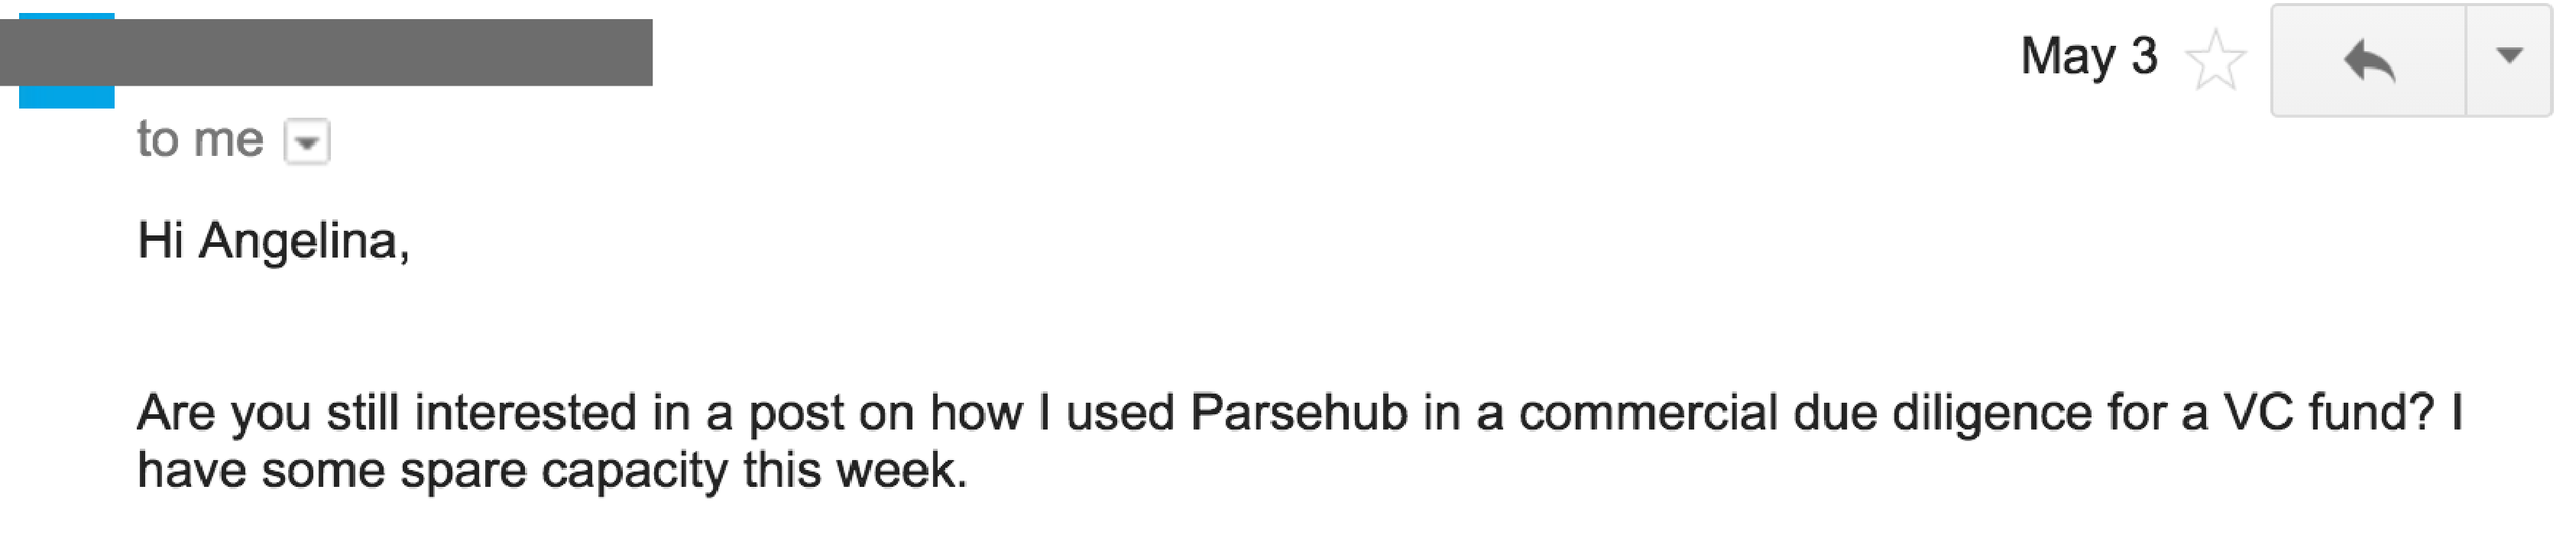 May 3
to me
Hi Angelina,
Are you still interested in a post on how I used Parsehub in a commercial due diligence for a VC fund? I
have some spare capacity this week.